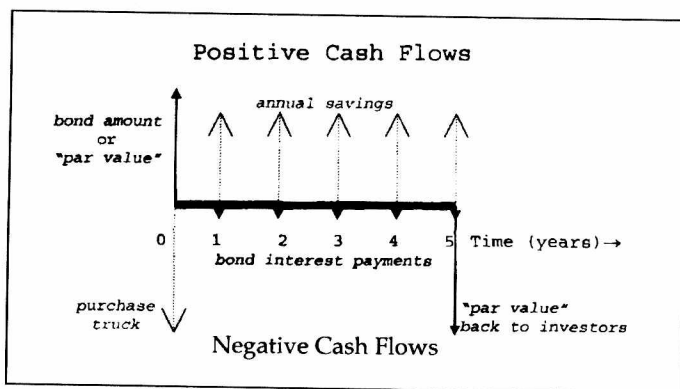 Positive Cash Flows
annual savings
bond amount
or
"par value"
0 1 2 3 4 5 Time (years)→
bond interest payments
purchase
truck
"par value"
back to investors
Negative Cash Flows